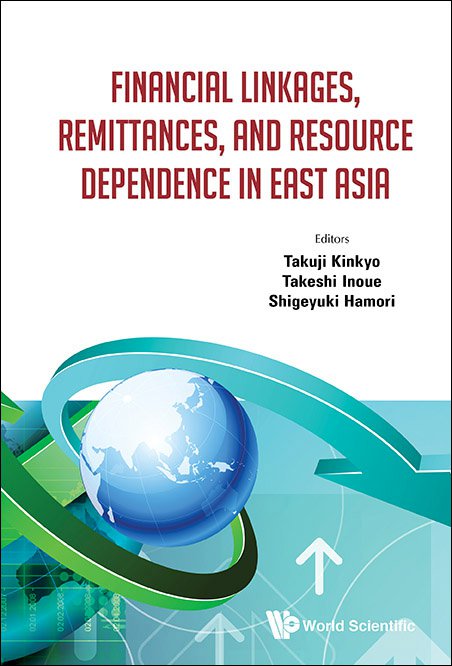 FINANCIAL LINKAGES,
REMITTANCES, AND RESOURCE
DEPENDENCE IN EAST ASIA
Editors
Takuji Kinkyo
Takeshi Inoue
Shigeyuki Hamori
World Scientific